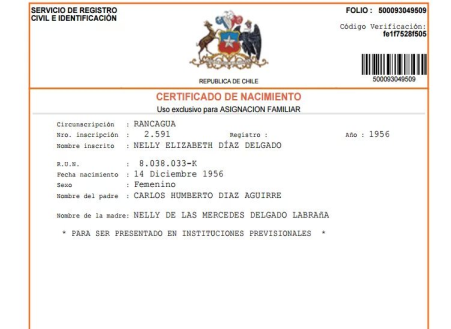 SERVICIO DE REGISTRO
CIVIL E IDENTIFICACIÓN
FOLIO : 500093049509
Código Verificación:
fe1f7528f505
REPUBLICA DE CHILE
500093049509
CERTIFICADO DE NACIMIENTO
Uso exclusivo para ASIGNACION FAMILIAR
Circunscripción : RANCAGUA
Nro. inscripción : 2.591 Registro : Año : 1956
Nombre inscrito : NELLY ELIZABETH DÍAZ DELGADO
R.U.N. : 8.038.033-K
Fecha nacimiento : 14 Diciembre 1956
Sexo : Femenino
Nombre del padre : CARLOS HUMBERTO DIAZ AGUIRRE
Nombre de la madre: NELLY DE LAS MERCEDES DELGADO LABRAÑA
* PARA SER PRESENTADO EN INSTITUCIONES PREVISIONALES *